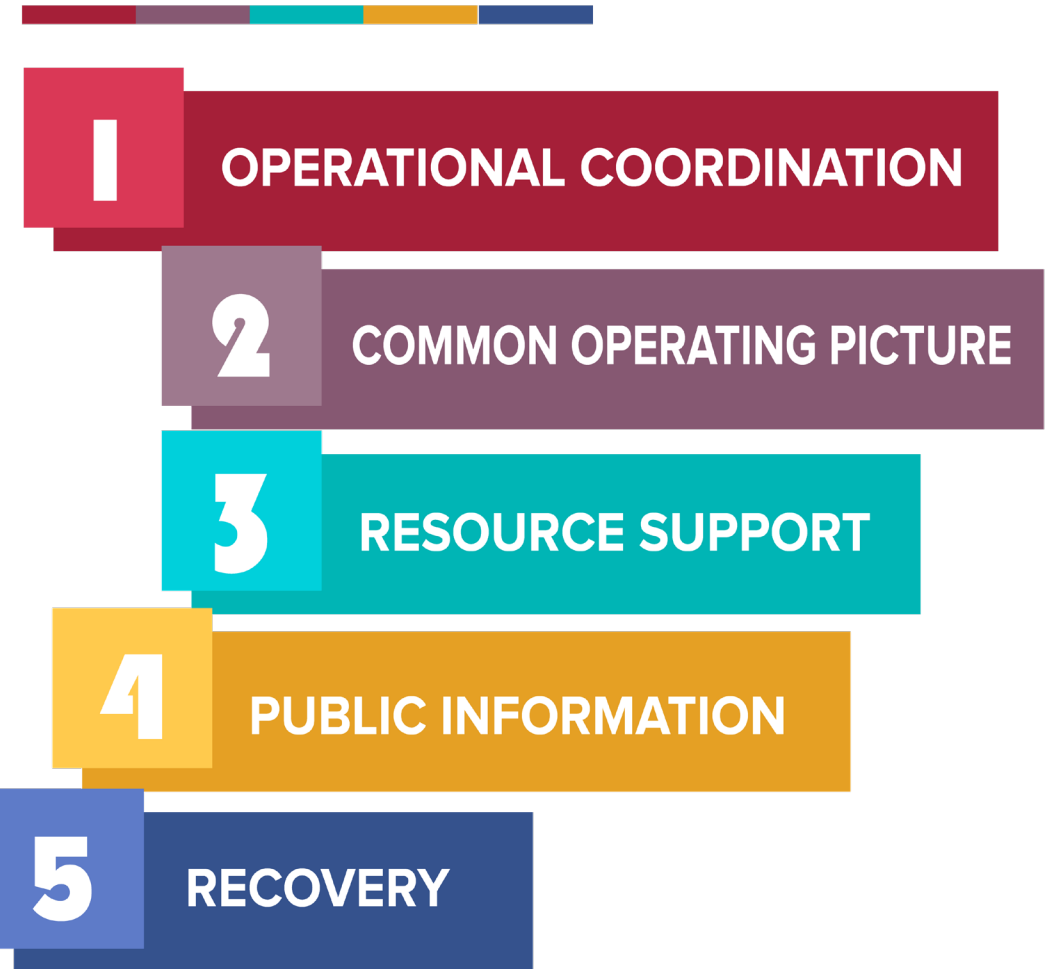 1
OPERATIONAL COORDINATION
2
COMMON OPERATING PICTURE
3
RESOURCE SUPPORT
4
PUBLIC INFORMATION
5
RECOVERY